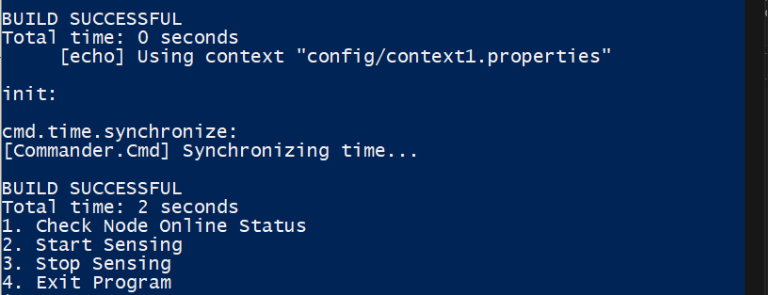 BUILD SUCCESSFUL
Total time: 0 seconds
[echo] Using context "config/context1.properties"
init:
cmd.time.synchronize:
[Commander.Cmd] Synchronizing time...
BUILD SUCCESSFUL
Total time: 2 seconds
1. Check Node Online Status
2. Start Sensing
3. Stop Sensing
4. Exit Program